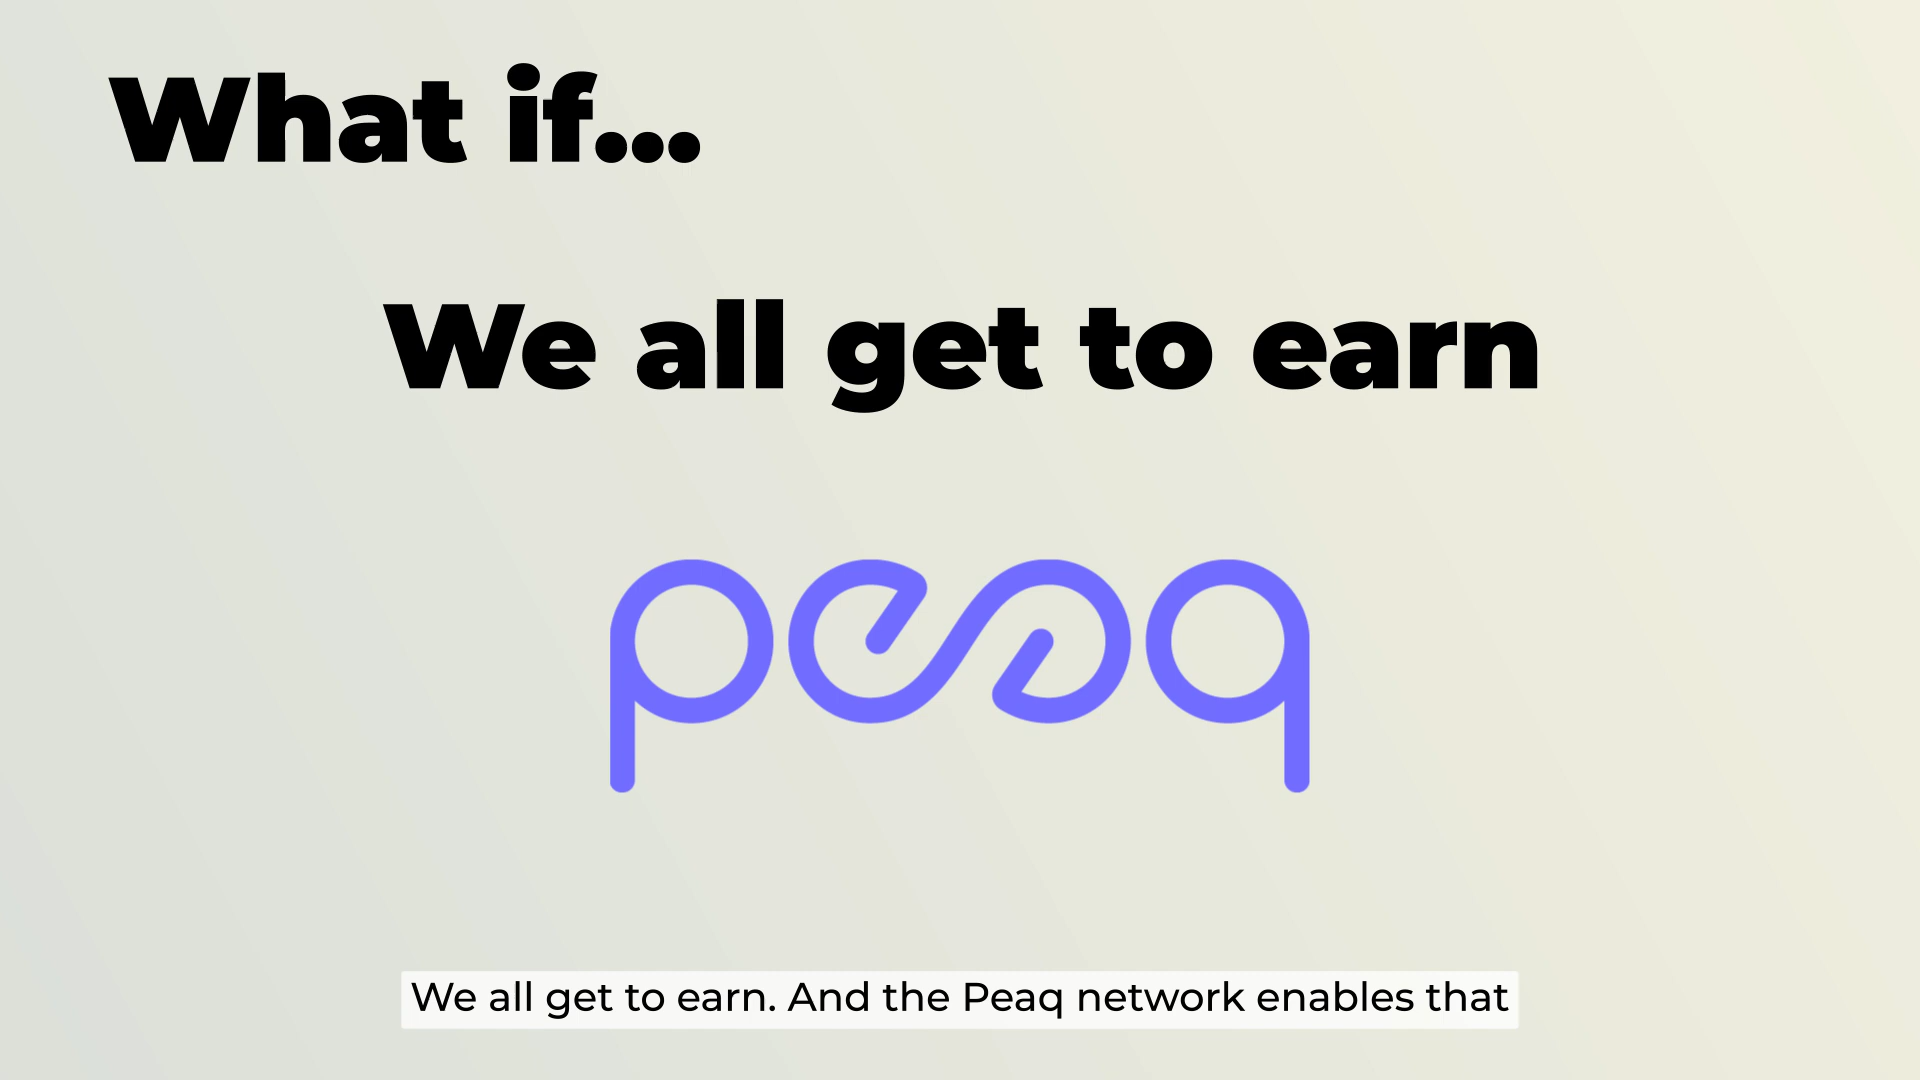 What if...
We all get to earn
peaq
We all get to earn. And the Peaq network enables that